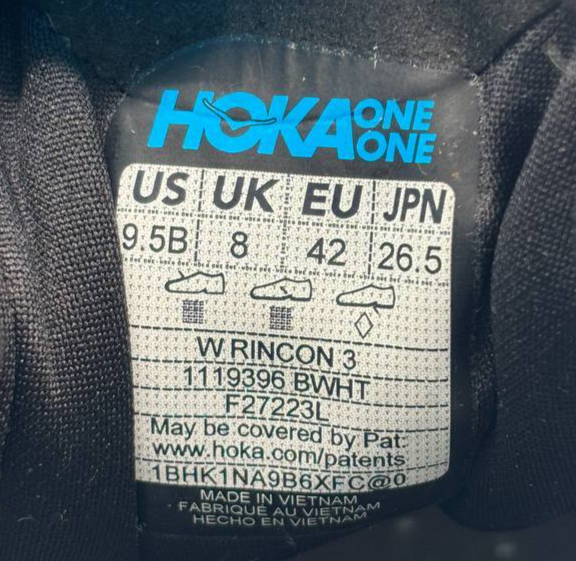 HOKA ONE ONE
US UK EU JPN
9.5B 8 42 26.5
W RINCON 3
1119396 BWHT
F27223L
May be covered by Pat:
www.hoka.com/patents
1BHK1NA9B6XFC@0
MADE IN VIETNAM
FABRIQUÉ AU VIETNAM
HECHO EN VIETNAM